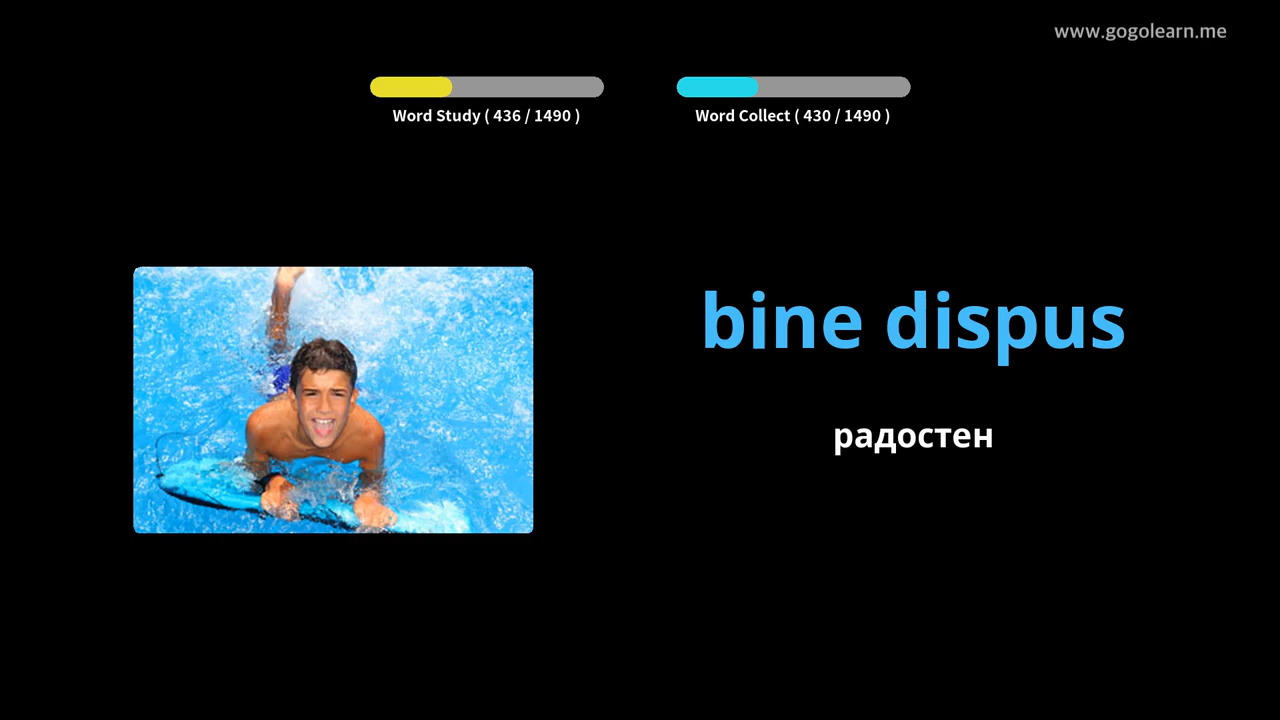 www.gogolearn.me
Word Study ( 436 / 1490 )
Word Collect ( 430 / 1490 )
bine dispus
радостен